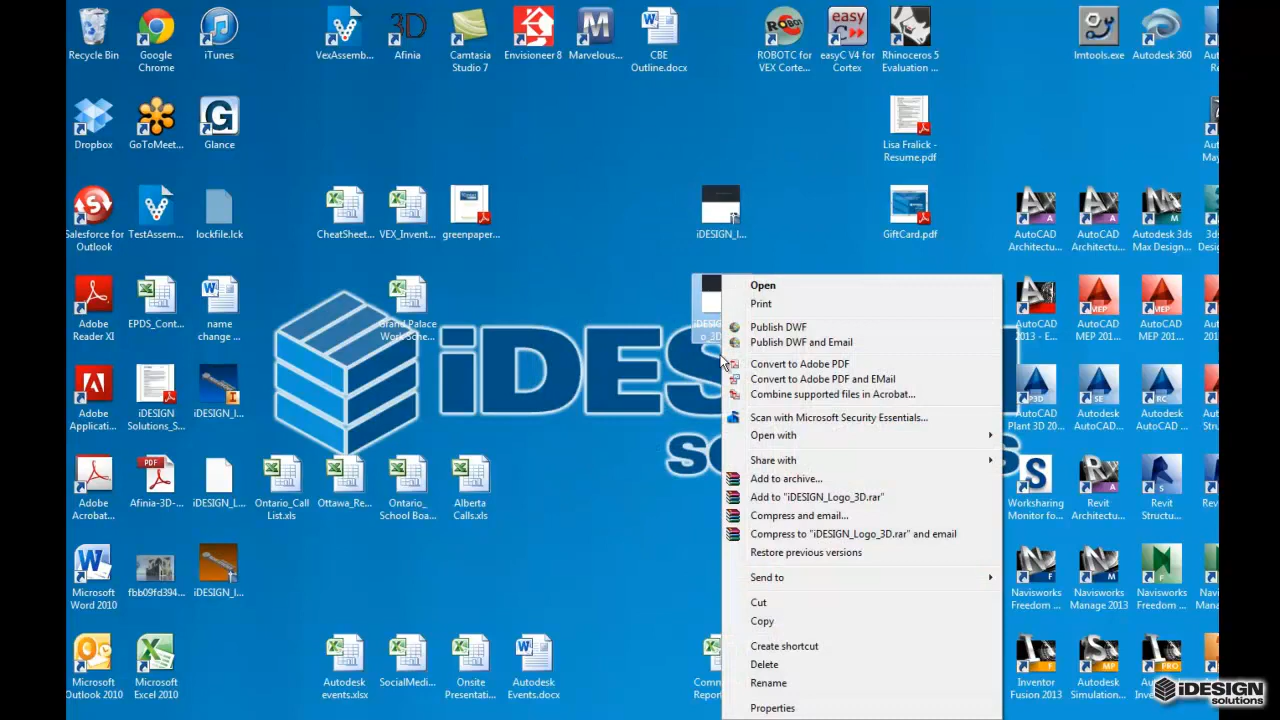 Recycle Bin
Google Chrome
iTunes
VexAssemb...
Afinia
Camtasia Studio 7
Envisioneer 8
Marvelous...
CBE Outline.docx
ROBOTC for VEX Corte...
easyC V4 for Cortex
Rhinoceros 5 Evaluation ...
lmtools.exe
Autodesk 360
Dropbox
GoToMeet...
Glance
Lisa Fralick - Resume.pdf
Salesforce for Outlook
TestAssem...
lockfile.lck
CheatSheet...
VEX_Invent...
greenpaper...
iDESIGN_l...
GiftCard.pdf
AutoCAD Architectu...
AutoCAD Architectu...
Autodesk 3ds Max Design...
Adobe Reader XI
EPDS_Cont...
name change ...
Grand Palace Work Sche...
AutoCAD 2013 - E...
AutoCAD MEP 201...
AutoCAD MEP 201...
Adobe Applicati...
iDESIGN Solutions_S...
iDESIGN_l...
AutoCAD Plant 3D 20...
Autodesk AutoCAD...
Autodesk AutoCAD ...
Adobe Acrobat...
Afinia-3D-...
iDESIGN_L...
Ontario_Call List.xls
Ottawa_Re...
Ontario_ School Boa...
Alberta Calls.xls
Worksharing Monitor fo...
Revit Architectu...
Revit Structu...
Microsoft Word 2010
fbb09fd394...
iDESIGN_l...
Navisworks Freedom ...
Navisworks Manage 2013
Navisworks Freedom ...
Microsoft Outlook 2010
Microsoft Excel 2010
Autodesk events.xlsx
SocialMedi...
Onsite Presentati...
Autodesk Events.docx
Inventor Fusion 2013
Autodesk Simulation...
Open
Print
Publish DWF
Publish DWF and Email
Convert to Adobe PDF
Convert to Adobe PDF and EMail
Combine supported files in Acrobat...
Scan with Microsoft Security Essentials...
Open with
Share with
Add to archive...
Add to "iDESIGN_Logo_3D.rar"
Compress and email...
Compress to "iDESIGN_Logo_3D.rar" and email
Restore previous versions
Send to
Cut
Copy
Create shortcut
Delete
Rename
Properties
iDESIGN
solutions